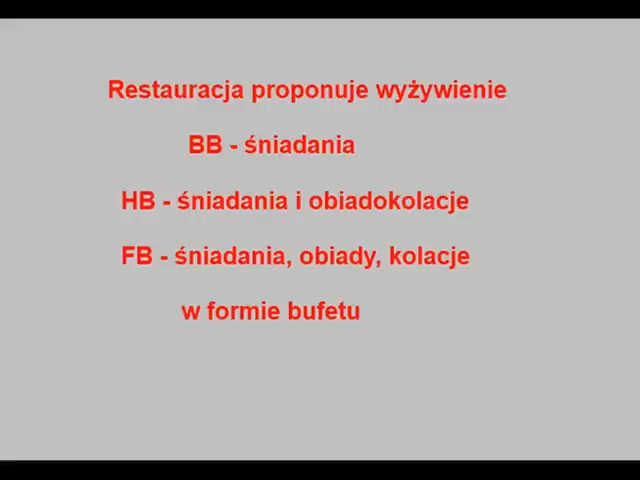 Restauracja proponuje wyżywienie
BB - śniadania
HB - śniadania i obiadokolacje
FB - śniadania, obiady, kolacje
w formie bufetu